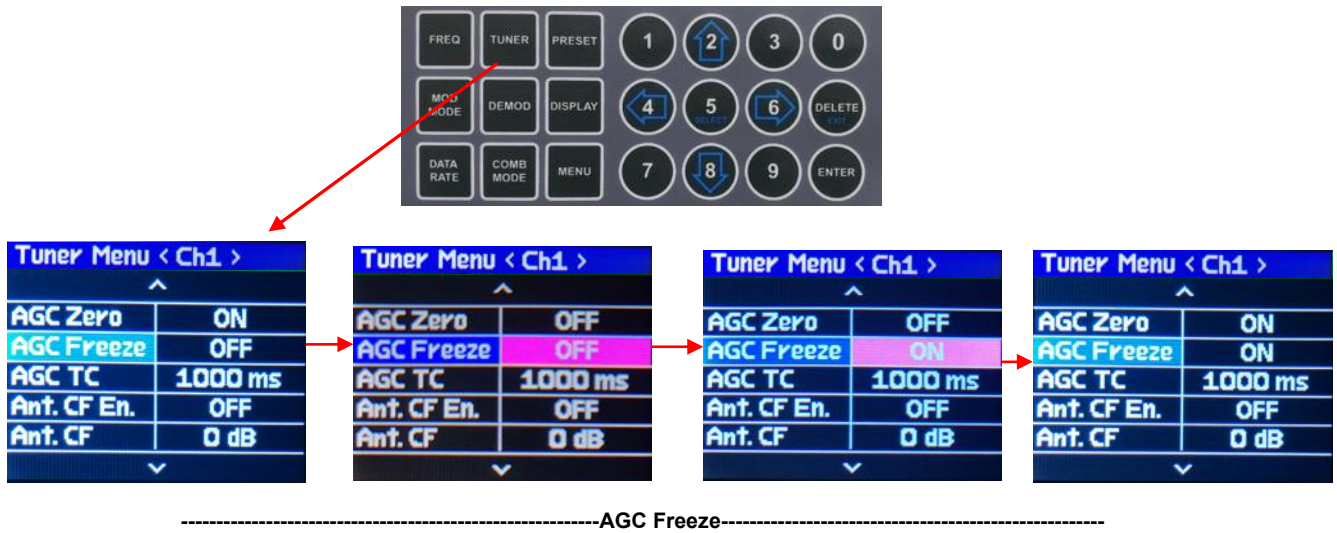 FREQ TUNER PRESET 1 2 3 0
MOD MODE DEMOD DISPLAY 4 5 SELECT 6 DELETE EXIT
DATA RATE COMB MODE MENU 7 8 9 ENTER
Tuner Menu < Ch1 >
AGC Zero ON
AGC Freeze OFF
AGC TC 1000 ms
Ant. CF En. OFF
Ant. CF 0 dB
Tuner Menu < Ch1 >
AGC Zero OFF
AGC Freeze OFF
AGC TC 1000 ms
Ant. CF En. OFF
Ant. CF 0 dB
Tuner Menu < Ch1 >
AGC Zero OFF
AGC Freeze ON
AGC TC 1000 ms
Ant. CF En. OFF
Ant. CF 0 dB
Tuner Menu < Ch1 >
AGC Zero ON
AGC Freeze ON
AGC TC 1000 ms
Ant. CF En. OFF
Ant. CF 0 dB
------------------------------------------------------------AGC Freeze-------------------------------------------------------